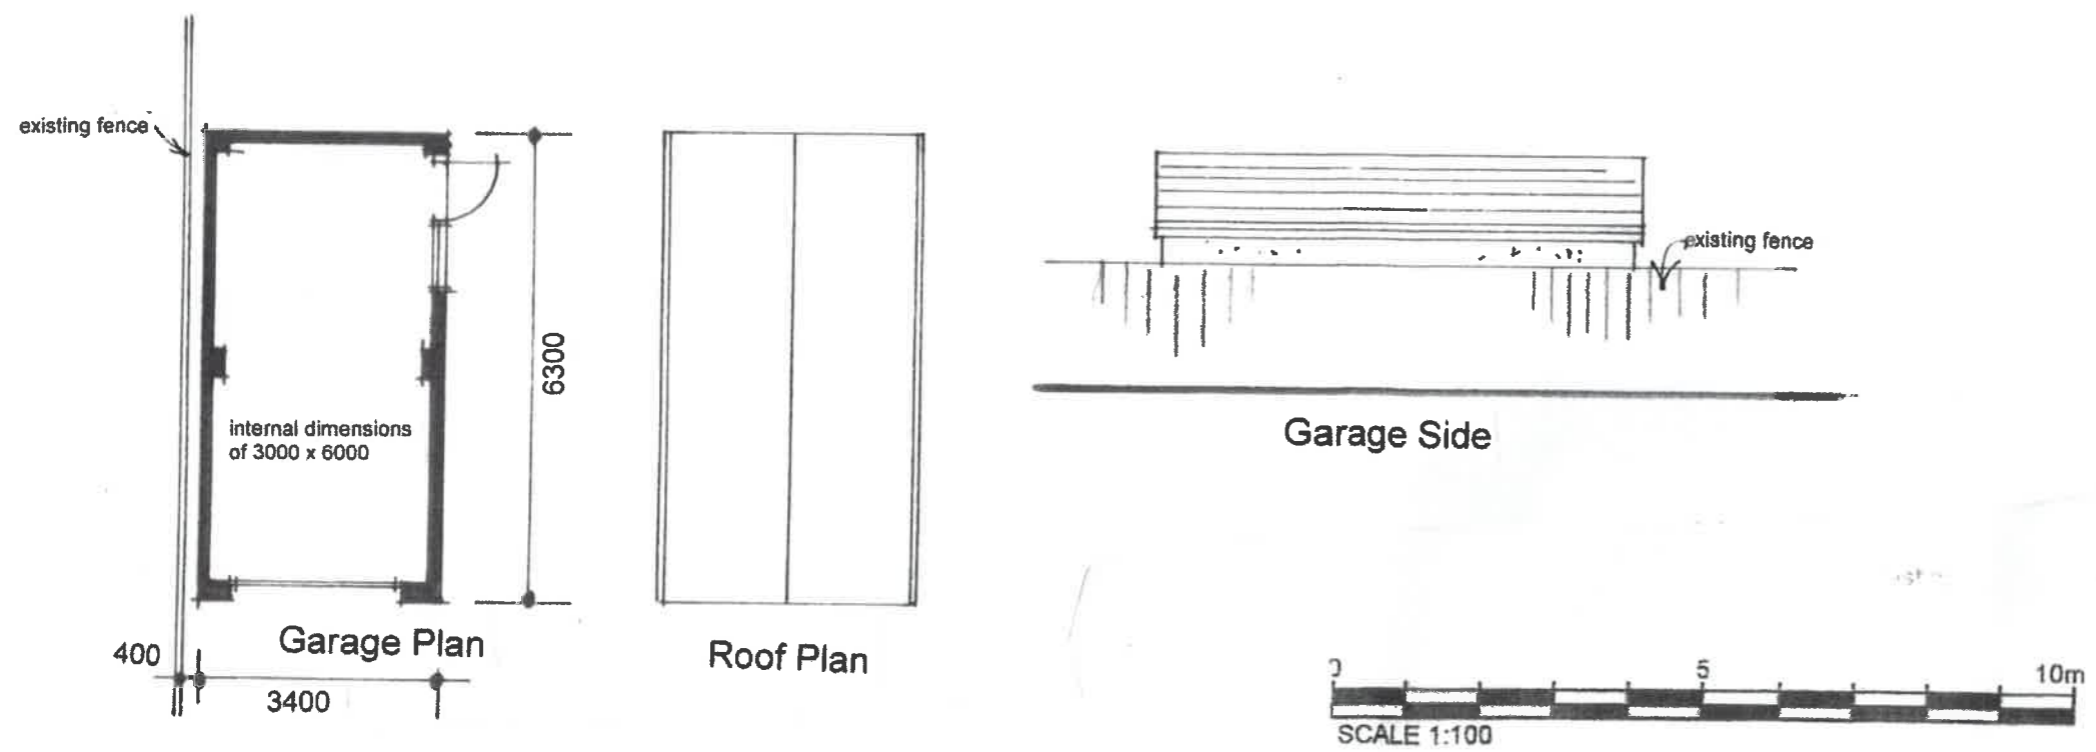 existing fence
6300
internal dimensions
of 3000 x 6000
Garage Plan
400
3400
Roof Plan
existing fence
Garage Side
0 5 10m
SCALE 1:100